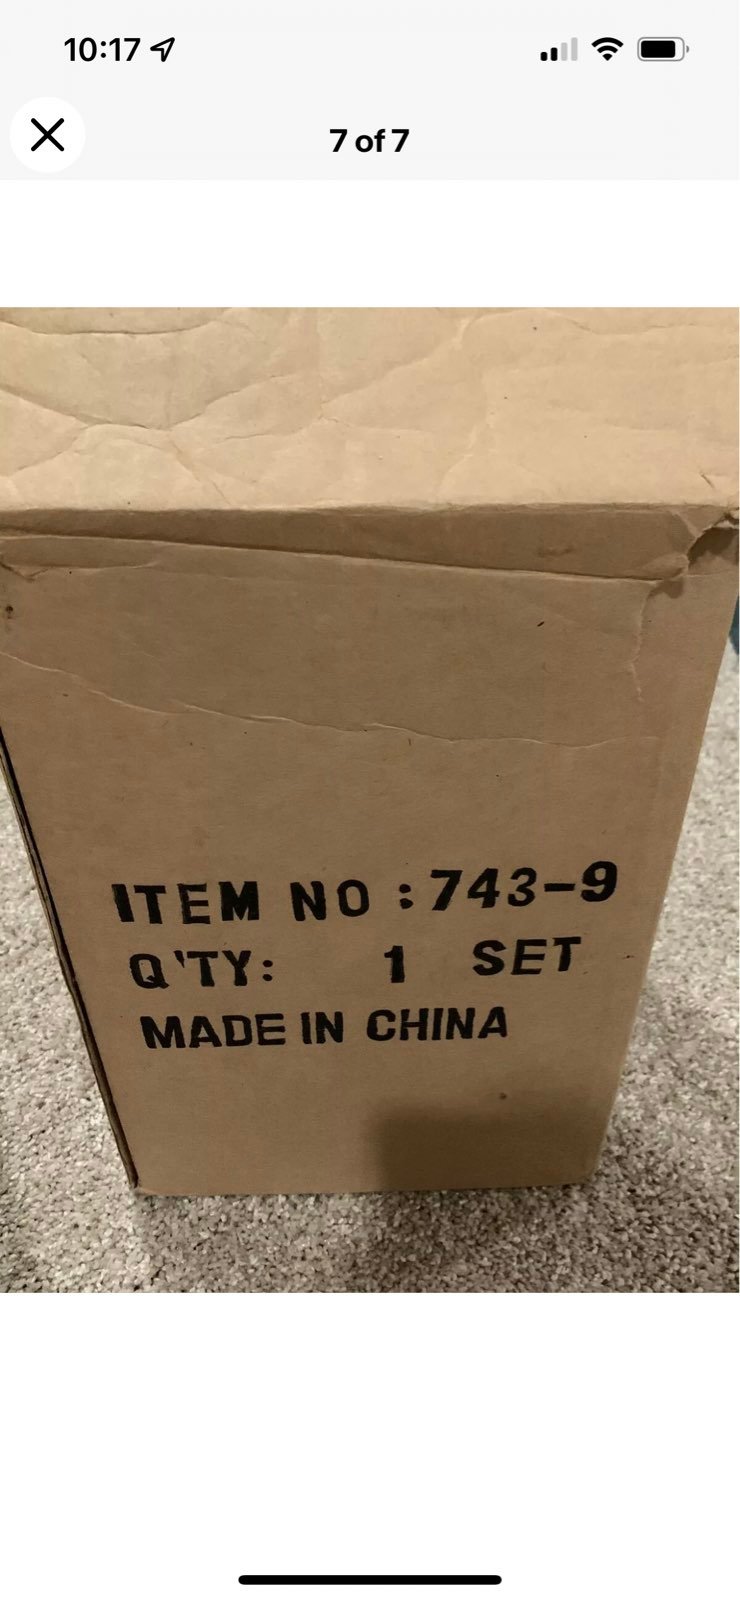 10:17
7 of 7
ITEM NO : 743-9
Q'TY: 1 SET
MADE IN CHINA